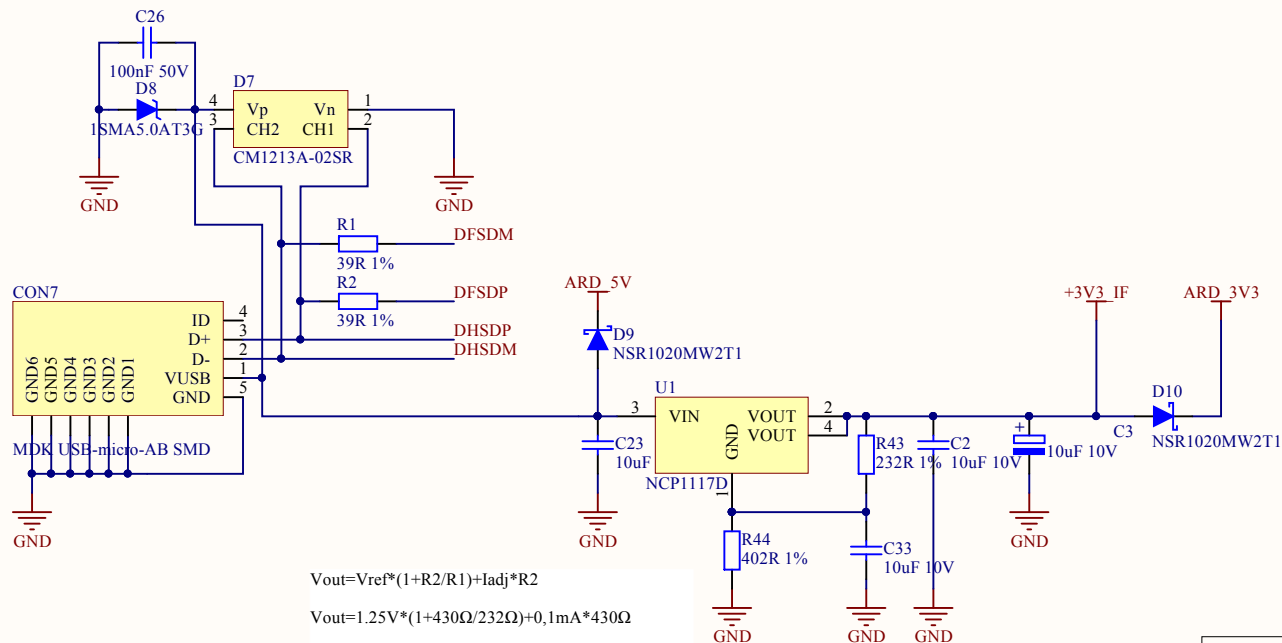 C26
100nF 50V
D8
1SMA5.0AT3G
GND
D7
4 Vp Vn 1
3 CH2 CH1 2
CM1213A-02SR
GND
R1
DFSDM
39R 1%
R2
DFSDP
39R 1%
DHSDP
DHSDM
CON7
ID 4
D+ 3
D- 2
VUSB 1
GND 5
GND6
GND5
GND4
GND3
GND2
GND1
MDK USB-micro-AB SMD
GND
ARD_5V
D9
NSR1020MW2T1
U1
3 VIN VOUT 2
VOUT 4
GND
1
NCP1117D
C23
10uF
GND
R43
232R 1%
C2
10uF 10V
C3
+
10uF 10V
GND
+3V3_IF
ARD_3V3
D10
NSR1020MW2T1
R44
402R 1%
C33
10uF 10V
GND
GND
GND
Vout=Vref*(1+R2/R1)+Iadj*R2
Vout=1.25V*(1+430Ω/232Ω)+0,1mA*430Ω